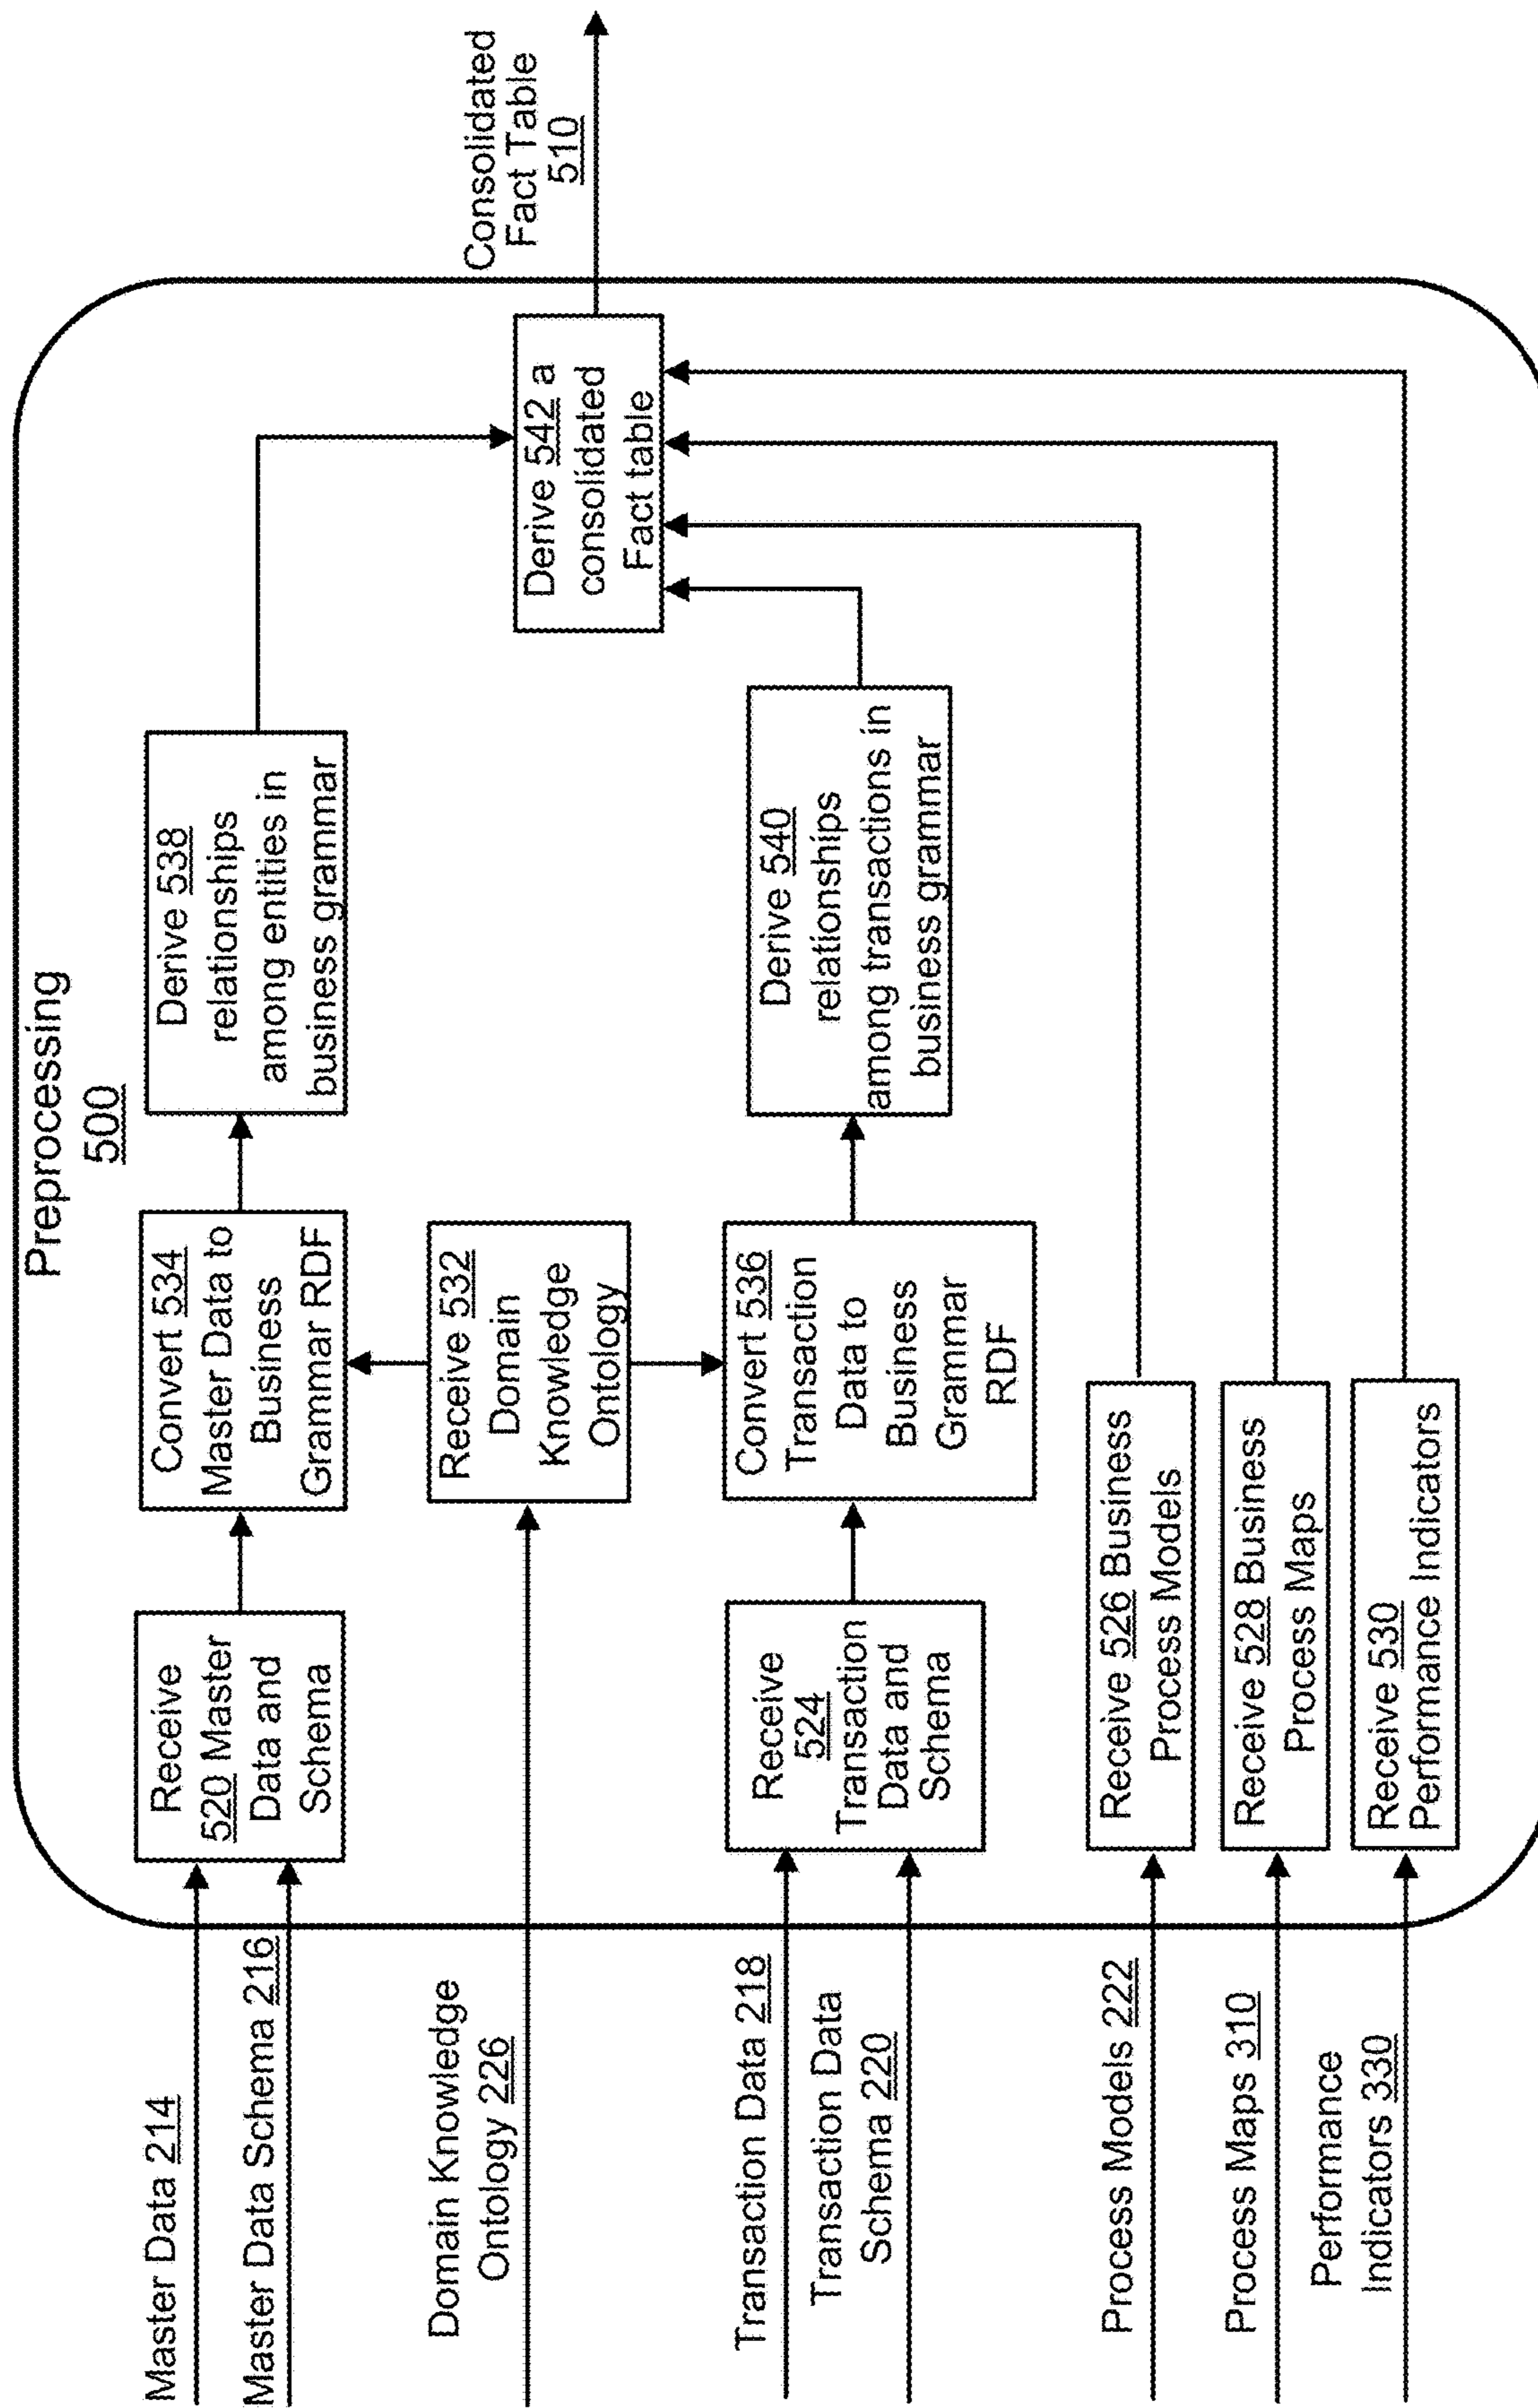 Preprocessing
500
Master Data 214
Master Data Schema 216
Domain Knowledge
Ontology 226
Transaction Data 218
Transaction Data
Schema 220
Process Models 222
Process Maps 310
Performance
Indicators 330
Receive
520 Master
Data and
Schema
Convert 534
Master Data to
Business
Grammar RDF
Derive 538
relationships
among entities in
business grammar
Receive 532
Domain
Knowledge
Ontology
Receive
524
Transaction
Data and
Schema
Convert 536
Transaction
Data to
Business
Grammar
RDF
Derive 540
relationships
among transactions in
business grammar
Receive 526 Business
Process Models
Receive 528 Business
Process Maps
Receive 530
Performance Indicators
Derive 542 a
consolidated
Fact table
Consolidated
Fact Table
510